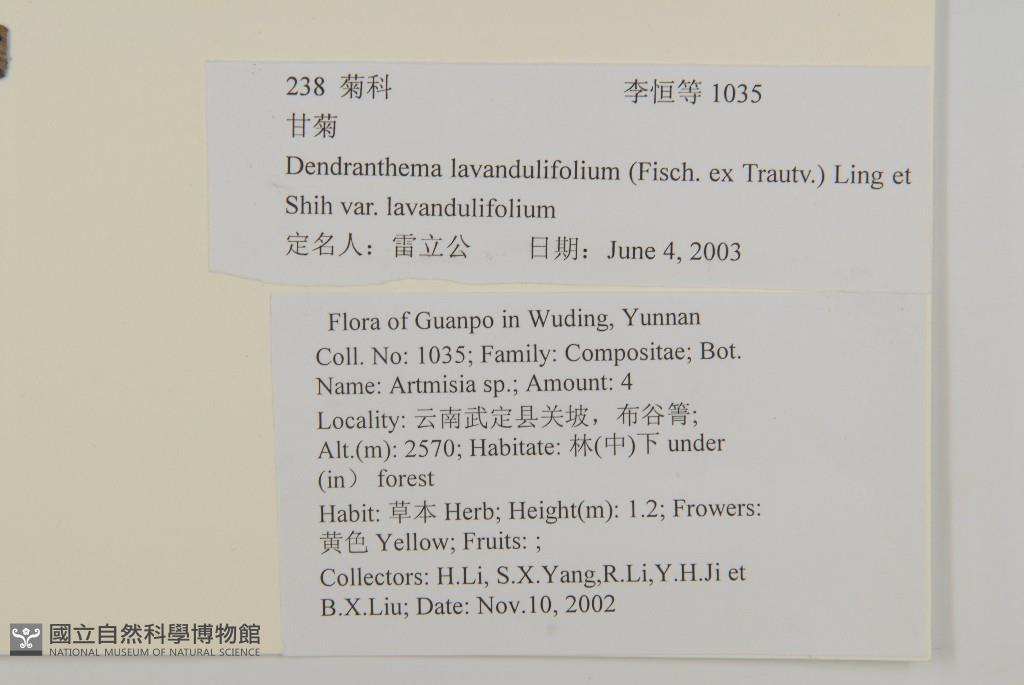 238 菊科 李恒等 1035
甘菊
Dendranthema lavandulifolium (Fisch. ex Trautv.) Ling et
Shih var. lavandulifolium
定名人：雷立公 日期：June 4, 2003
Flora of Guanpo in Wuding, Yunnan
Coll. No: 1035; Family: Compositae; Bot.
Name: Artmisia sp.; Amount: 4
Locality: 云南武定县关坡，布谷箐;
Alt.(m): 2570; Habitate: 林(中)下 under
(in） forest
Habit: 草本 Herb; Height(m): 1.2; Frowers:
黄色 Yellow; Fruits: ;
Collectors: H.Li, S.X.Yang,R.Li,Y.H.Ji et
B.X.Liu; Date: Nov.10, 2002
國立自然科學博物館
NATIONAL MUSEUM OF NATURAL SCIENCE